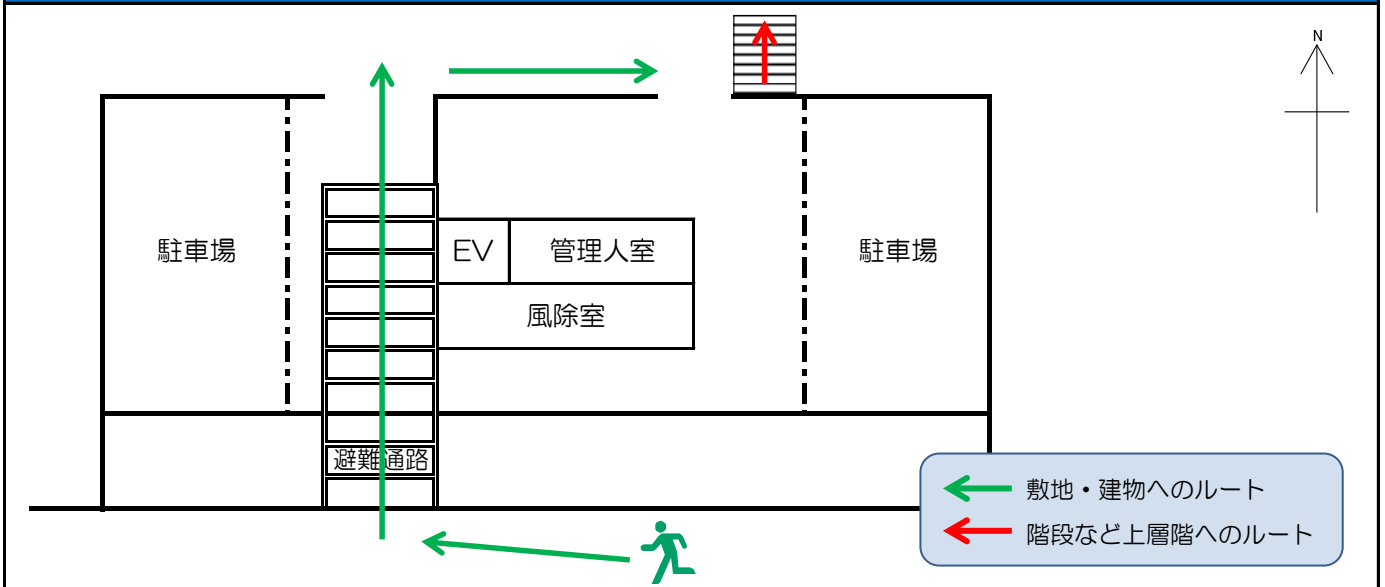 N
駐車場
EV
管理人室
駐車場
風除室
避難通路
敷地・建物へのルート
階段など上層階へのルート